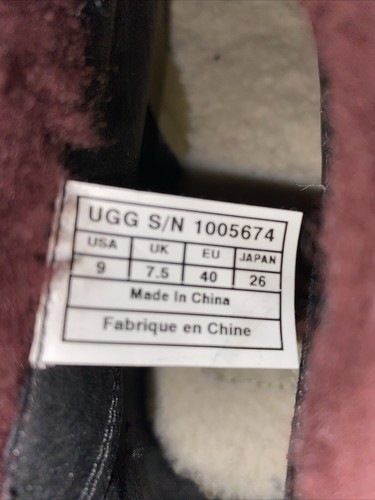 UGG S/N 1005674
USA UK EU JAPAN
9 7.5 40 26
Made In China
Fabrique en Chine